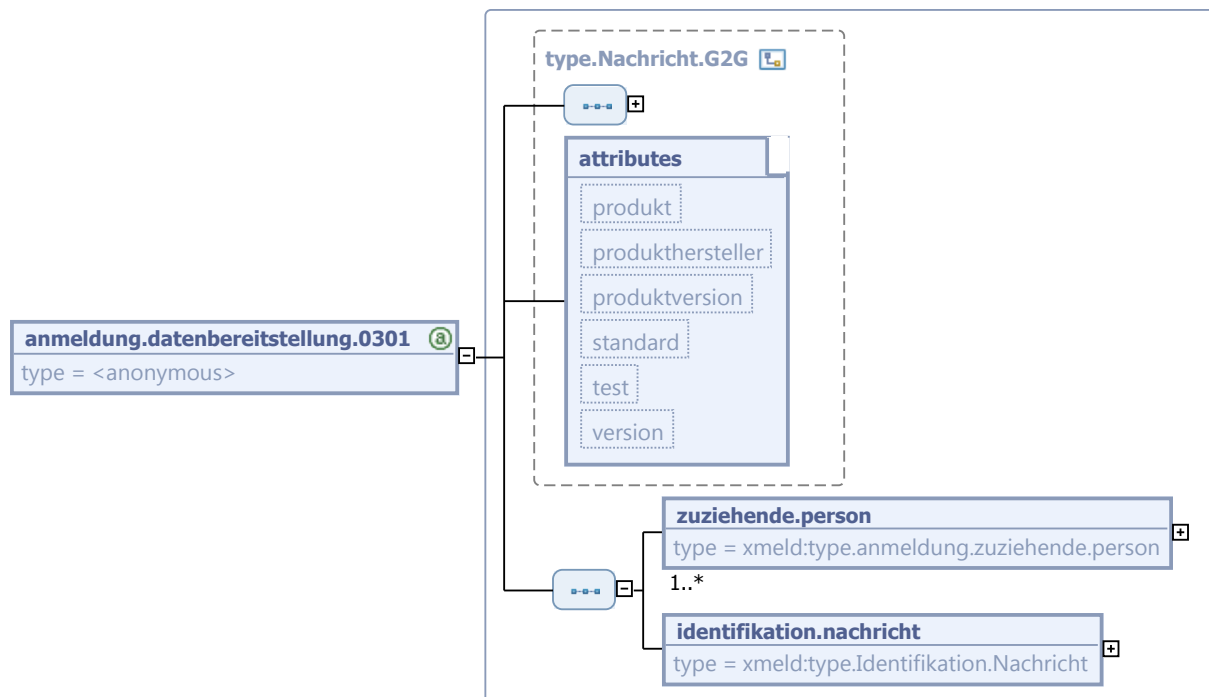 type.Nachricht.G2G
attributes
produkt
produkthersteller
produktversion
standard
test
version
anmeldung.datenbereitstellung.0301 a
type = <anonymous>
zuziehende.person
type = xmeld:type.anmeldung.zuziehende.person
1..*
identifikation.nachricht
type = xmeld:type.Identifikation.Nachricht